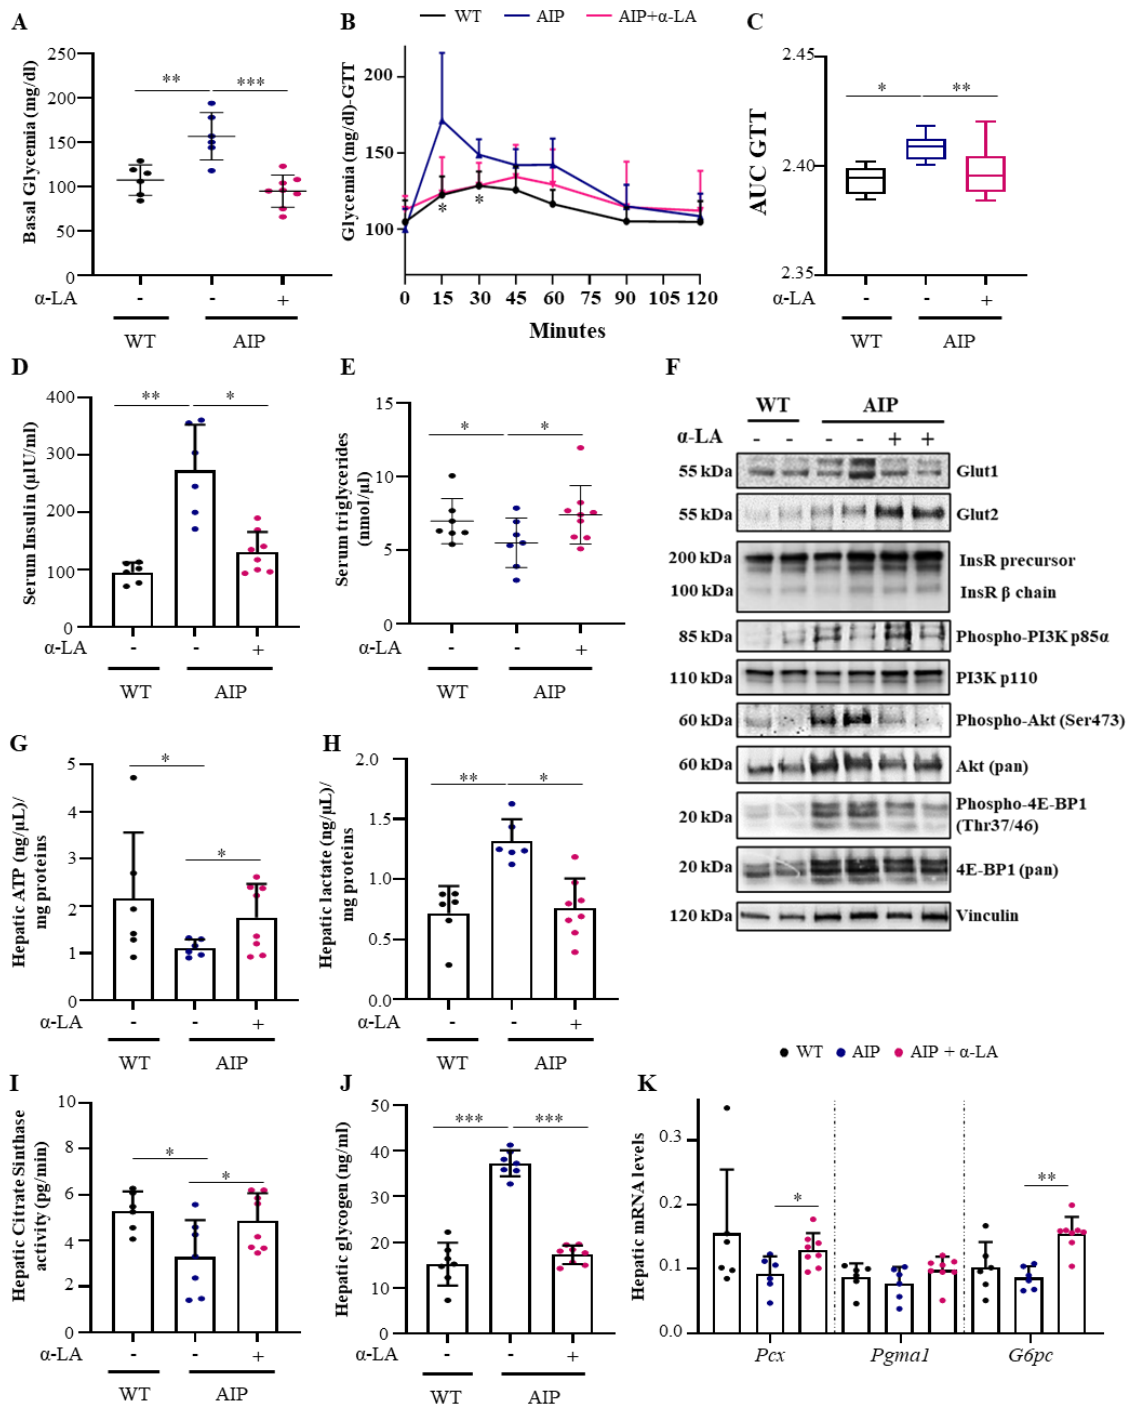 WT AIP AIP+α-LA
A
Basal Glycemia (mg/dl)
250
200
150
100
50
0
** ***
α-LA - - +
WT AIP
B
Glycemia (mg/dl)-GTT
200
150
100
* *
0 15 30 45 60 75 90 105 120
Minutes
C
AUC GTT
2.45
2.40
2.35
* **
α-LA - - +
WT AIP
D
Serum Insulin (µIU/ml)
400
300
200
100
0
** *
α-LA - - +
WT AIP
E
Serum triglycerides
(nmol/µl)
15
10
5
0
* *
α-LA - - +
WT AIP
F
WT AIP
α-LA - - - - + +
55 kDa Glut1
55 kDa Glut2
200 kDa InsR precursor
100 kDa InsR β chain
85 kDa Phospho-PI3K p85α
110 kDa PI3K p110
60 kDa Phospho-Akt (Ser473)
60 kDa Akt (pan)
20 kDa Phospho-4E-BP1
(Thr37/46)
20 kDa 4E-BP1 (pan)
120 kDa Vinculin
G
Hepatic ATP (ng/µL)/
mg proteins
5
4
3
2
1
0
*
*
α-LA - - +
WT AIP
H
Hepatic lactate (ng/µL)/
mg proteins
2.0
1.5
1.0
0.5
0.0
** *
α-LA - - +
WT AIP
I
Hepatic Citrate Sinthase
activity (pg/min)
10
8
6
4
2
0
*
*
α-LA - - +
WT AIP
J
Hepatic glycogen (ng/ml)
50
40
30
20
10
0
*** ***
α-LA - - +
WT AIP
WT AIP AIP + α-LA
K
Hepatic mRNA levels
0.3
0.2
0.1
0.0
* **
Pcx Pgma1 G6pc